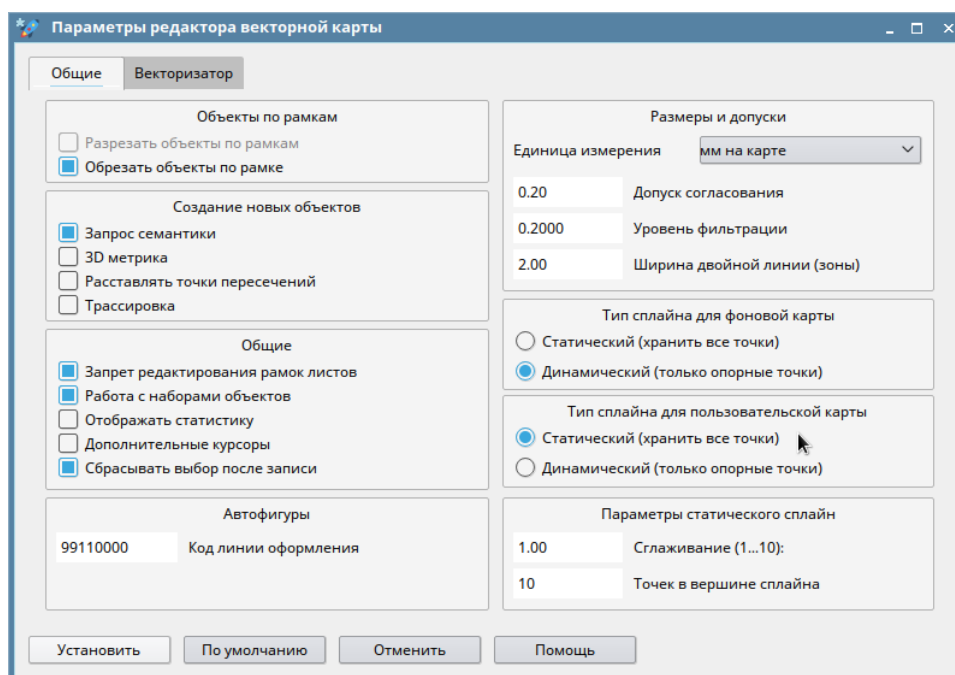 Параметры редактора векторной карты
Общие
Векторизатор
Объекты по рамкам
Разрезать объекты по рамкам
Обрезать объекты по рамке
Создание новых объектов
Запрос семантики
3D метрика
Расставлять точки пересечений
Трассировка
Общие
Запрет редактирования рамок листов
Работа с наборами объектов
Отображать статистику
Дополнительные курсоры
Сбрасывать выбор после записи
Автофигуры
99110000 Код линии оформления
Размеры и допуски
Единица измерения мм на карте
0.20 Допуск согласования
0.2000 Уровень фильтрации
2.00 Ширина двойной линии (зоны)
Тип сплайна для фоновой карты
Статический (хранить все точки)
Динамический (только опорные точки)
Тип сплайна для пользовательской карты
Статический (хранить все точки)
Динамический (только опорные точки)
Параметры статического сплайн
1.00 Сглаживание (1...10):
10 Точек в вершине сплайна
Установить По умолчанию Отменить Помощь